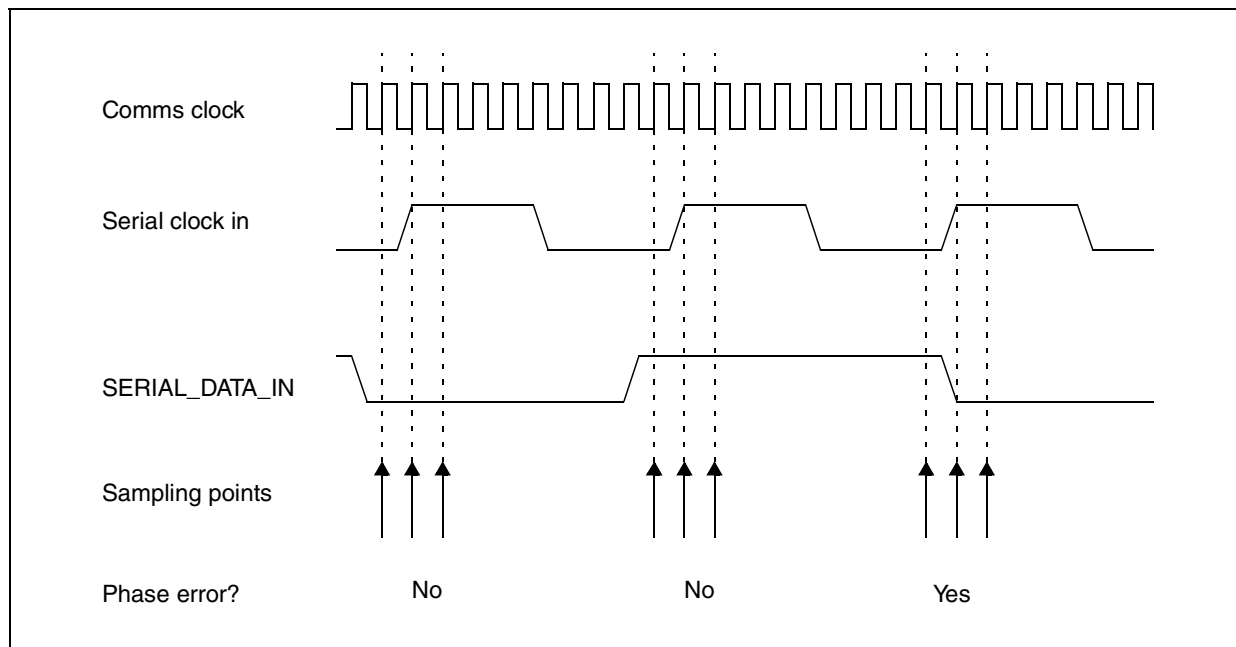 Comms clock
Serial clock in
SERIAL_DATA_IN
Sampling points
Phase error? No No Yes